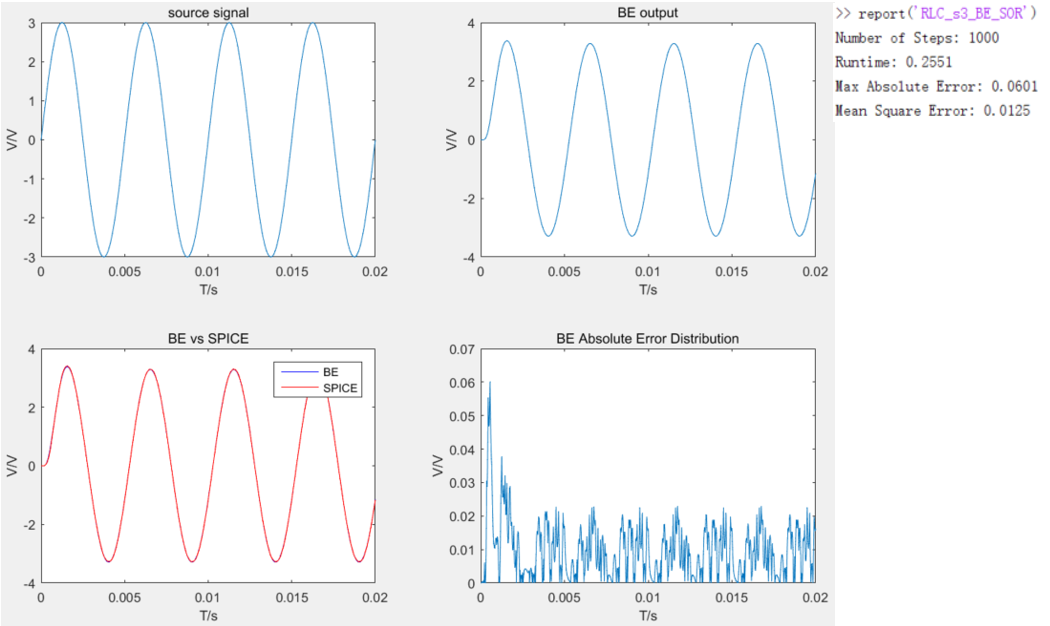 source signal
3
2
1
0
-1
-2
-3
V/V
0
0.005
0.01
0.015
0.02
T/s
BE output
4
2
0
-2
-4
V/V
0
0.005
0.01
0.015
0.02
T/s
>> report('RLC_s3_BE_SOR')
Number of Steps: 1000
Runtime: 0.2551
Max Absolute Error: 0.0601
Mean Square Error: 0.0125
BE vs SPICE
4
2
0
-2
-4
V/V
BE
SPICE
0
0.005
0.01
0.015
0.02
T/s
BE Absolute Error Distribution
0.07
0.06
0.05
0.04
0.03
0.02
0.01
0
V/V
0
0.005
0.01
0.015
0.02
T/s